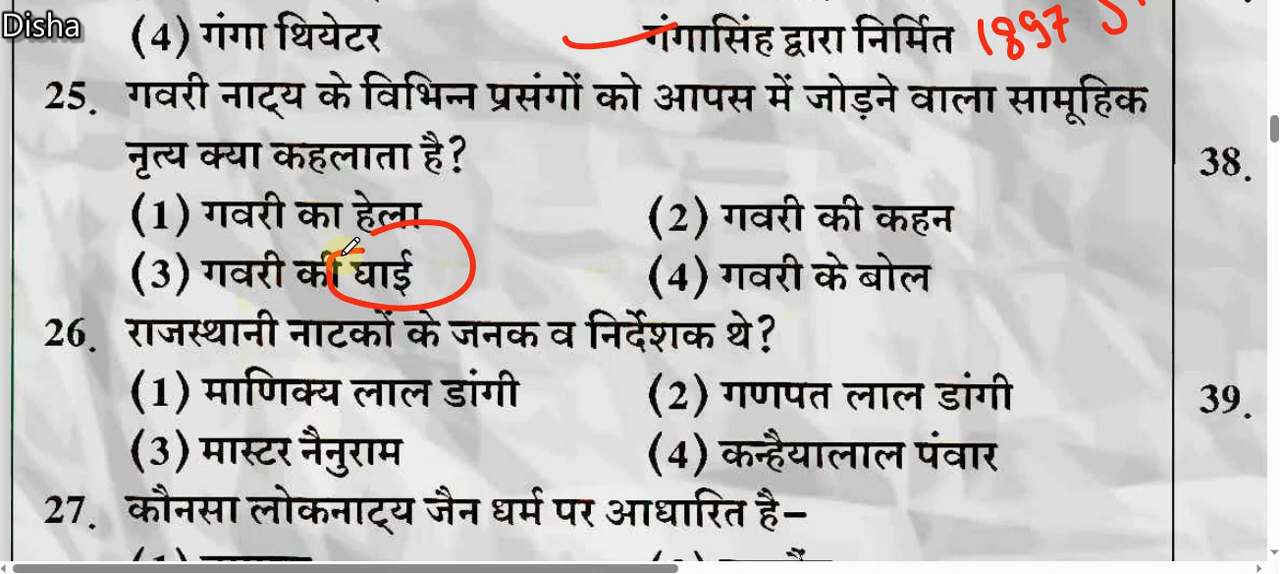 Disha
(4) गंगा थियेटर गंगासिंह द्वारा निर्मित 1897
25. गवरी नाट्य के विभिन्न प्रसंगों को आपस में जोड़ने वाला सामूहिक
नृत्य क्या कहलाता है?
38.
(1) गवरी का हेला (2) गवरी की कहन
(3) गवरी की घाई (4) गवरी के बोल
26. राजस्थानी नाटकों के जनक व निर्देशक थे?
(1) माणिक्य लाल डांगी (2) गणपत लाल डांगी
39.
(3) मास्टर नैनुराम (4) कन्हैयालाल पंवार
27. कौनसा लोकनाट्य जैन धर्म पर आधारित है–